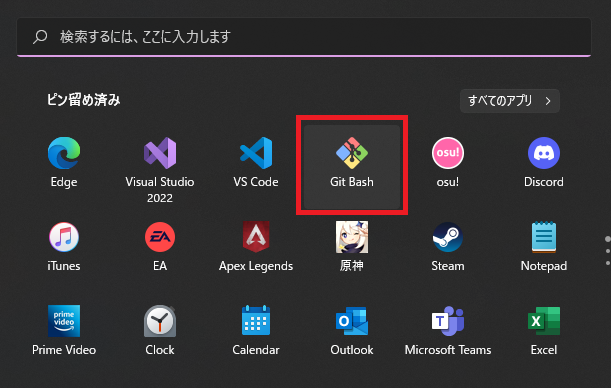 検索するには、ここに入力します
ピン留め済み
すべてのアプリ
osu!
Edge
Visual Studio
2022
VS Code
Git Bash
osu!
Discord
EA
iTunes
EA
Apex Legends
原神
Steam
Notepad
prime video
Prime Video
Clock
Calendar
Outlook
Microsoft Teams
Excel